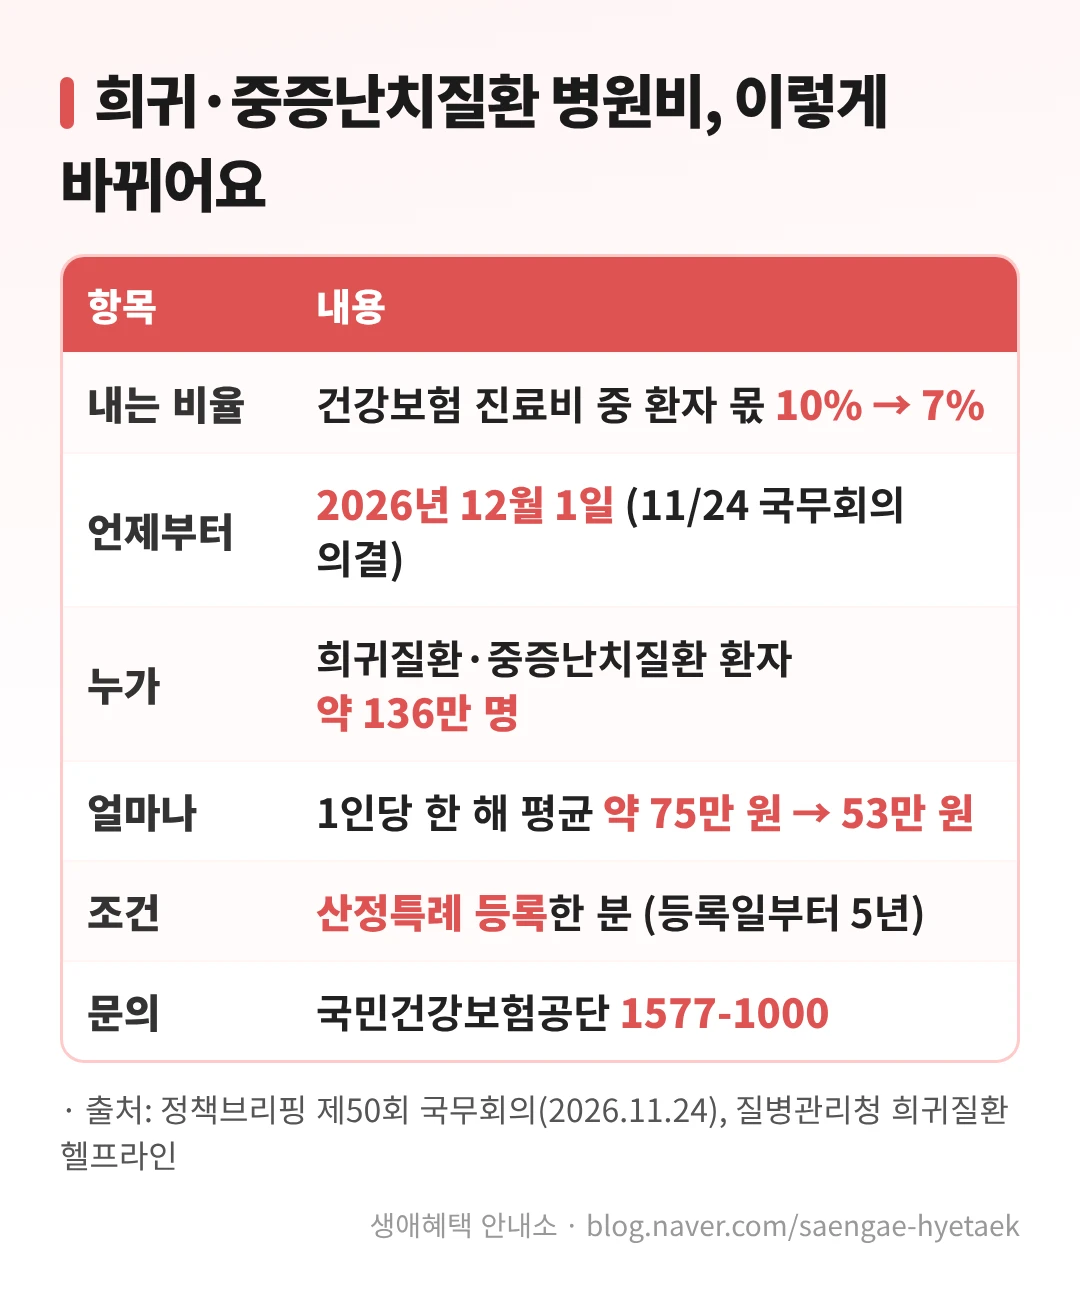 희귀·중증난치질환 병원비, 이렇게
바뀌어요
항목 내용
내는 비율 건강보험 진료비 중 환자 몫 10% → 7%
언제부터 2026년 12월 1일 (11/24 국무회의
의결)
누가 희귀질환·중증난치질환 환자
약 136만 명
얼마나 1인당 한 해 평균 약 75만 원 → 53만 원
조건 산정특례 등록한 분 (등록일부터 5년)
문의 국민건강보험공단 1577-1000
· 출처: 정책브리핑 제50회 국무회의(2026.11.24), 질병관리청 희귀질환
헬프라인
생애혜택 안내소 · blog.naver.com/saengae-hyetaek